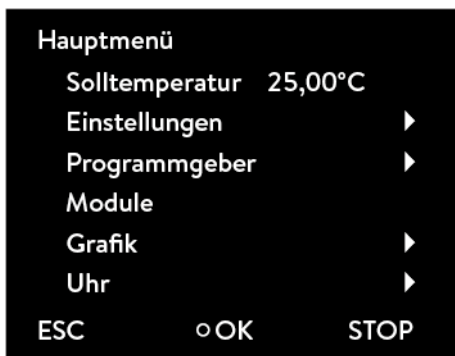 Hauptmenü
Solltemperatur 25,00°C
Einstellungen
Programmgeber
Module
Grafik
Uhr
ESC OK STOP